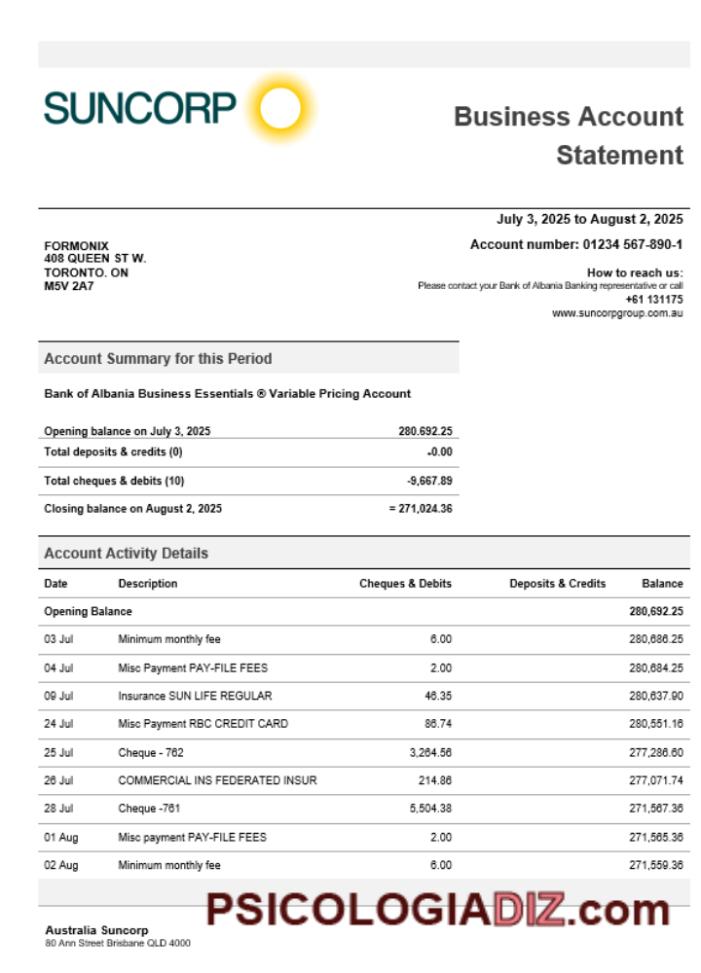 SUNCORP
Business Account
Statement
July 3, 2025 to August 2, 2025
FORMONIX
408 QUEEN ST W.
TORONTO. ON
M5V 2A7
Account number: 01234 567-890-1
How to reach us:
Please contact your Bank of Albania Banking representative or call
+61 131175
www.suncorpgroup.com.au
Account Summary for this Period
Bank of Albania Business Essentials ® Variable Pricing Account
Opening balance on July 3, 2025 280.692.25
Total deposits & credits (0) -0.00
Total cheques & debits (10) -9,667.89
Closing balance on August 2, 2025 = 271,024.36
Account Activity Details
Date Description Cheques & Debits Deposits & Credits Balance
Opening Balance 280,692.25
03 Jul Minimum monthly fee 6.00 280,686.25
04 Jul Misc Payment PAY-FILE FEES 2.00 280,684.25
09 Jul Insurance SUN LIFE REGULAR 46.35 280,637.90
24 Jul Misc Payment RBC CREDIT CARD 86.74 280,551.16
25 Jul Cheque - 762 3,264.56 277,286.60
26 Jul COMMERCIAL INS FEDERATED INSUR 214.86 277,071.74
28 Jul Cheque -761 5,504.38 271,567.36
01 Aug Misc payment PAY-FILE FEES 2.00 271,565.36
02 Aug Minimum monthly fee 6.00 271,559.36
PSICOLOGIADIZ.com
Australia Suncorp
80 Ann Street Brisbane QLD 4000